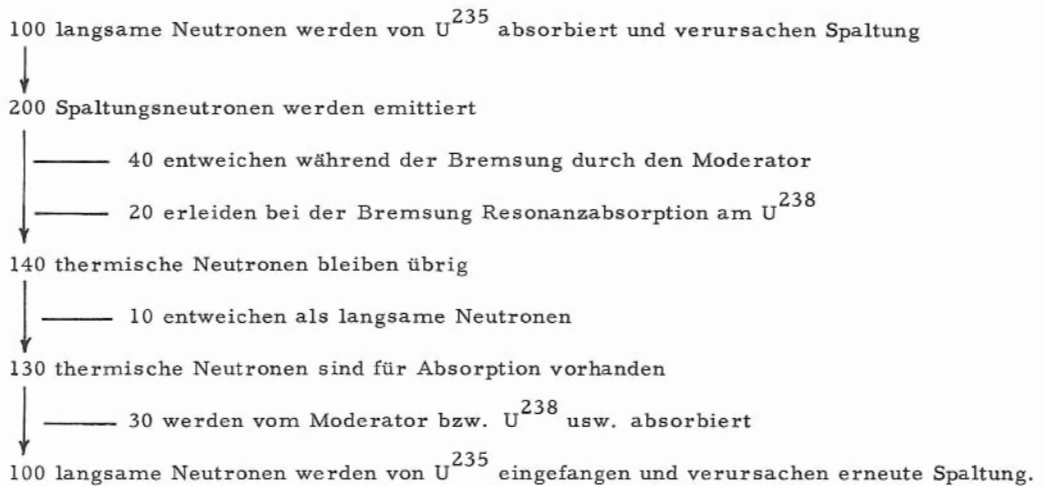 100 langsame Neutronen werden von U²³⁵ absorbiert und verursachen Spaltung
200 Spaltungsneutronen werden emittiert
40 entweichen während der Bremsung durch den Moderator
20 erleiden bei der Bremsung Resonanzabsorption am U²³⁸
140 thermische Neutronen bleiben übrig
10 entweichen als langsame Neutronen
130 thermische Neutronen sind für Absorption vorhanden
30 werden vom Moderator bzw. U²³⁸ usw. absorbiert
100 langsame Neutronen werden von U²³⁵ eingefangen und verursachen erneute Spaltung.